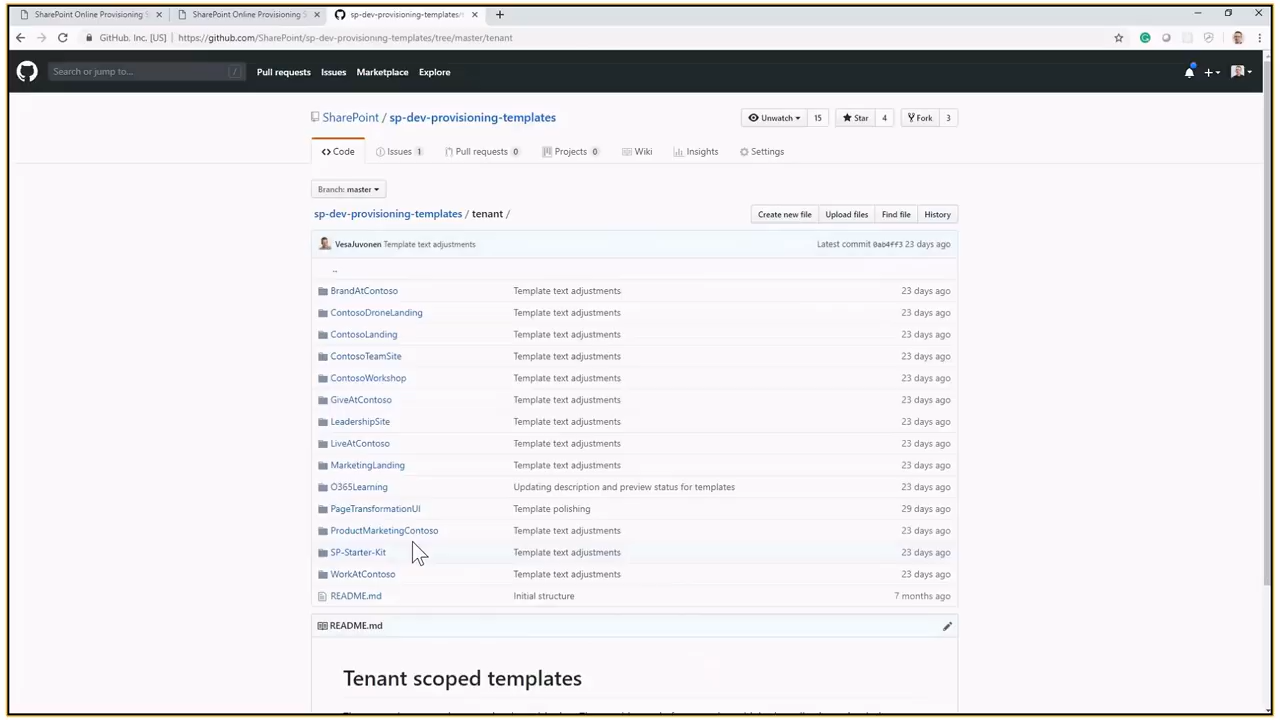 SharePoint Online Provisioning S
SharePoint Online Provisioning S
sp-dev-provisioning-templates/t
GitHub, Inc. [US]
https://github.com/SharePoint/sp-dev-provisioning-templates/tree/master/tenant
Search or jump to...
/
Pull requests
Issues
Marketplace
Explore
SharePoint / sp-dev-provisioning-templates
Unwatch
15
Star
4
Fork
3
Code
Issues 1
Pull requests 0
Projects 0
Wiki
Insights
Settings
Branch: master
sp-dev-provisioning-templates / tenant /
Create new file
Upload files
Find file
History
VesaJuvonen Template text adjustments
Latest commit 0ab4ff3 23 days ago
..
BrandAtContoso Template text adjustments 23 days ago
ContosoDroneLanding Template text adjustments 23 days ago
ContosoLanding Template text adjustments 23 days ago
ContosoTeamSite Template text adjustments 23 days ago
ContosoWorkshop Template text adjustments 23 days ago
GiveAtContoso Template text adjustments 23 days ago
LeadershipSite Template text adjustments 23 days ago
LiveAtContoso Template text adjustments 23 days ago
MarketingLanding Template text adjustments 23 days ago
O365Learning Updating description and preview status for templates 23 days ago
PageTransformationUI Template polishing 29 days ago
ProductMarketingContoso Template text adjustments 23 days ago
SP-Starter-Kit Template text adjustments 23 days ago
WorkAtContoso Template text adjustments 23 days ago
README.md Initial structure 7 months ago
README.md
Tenant scoped templates